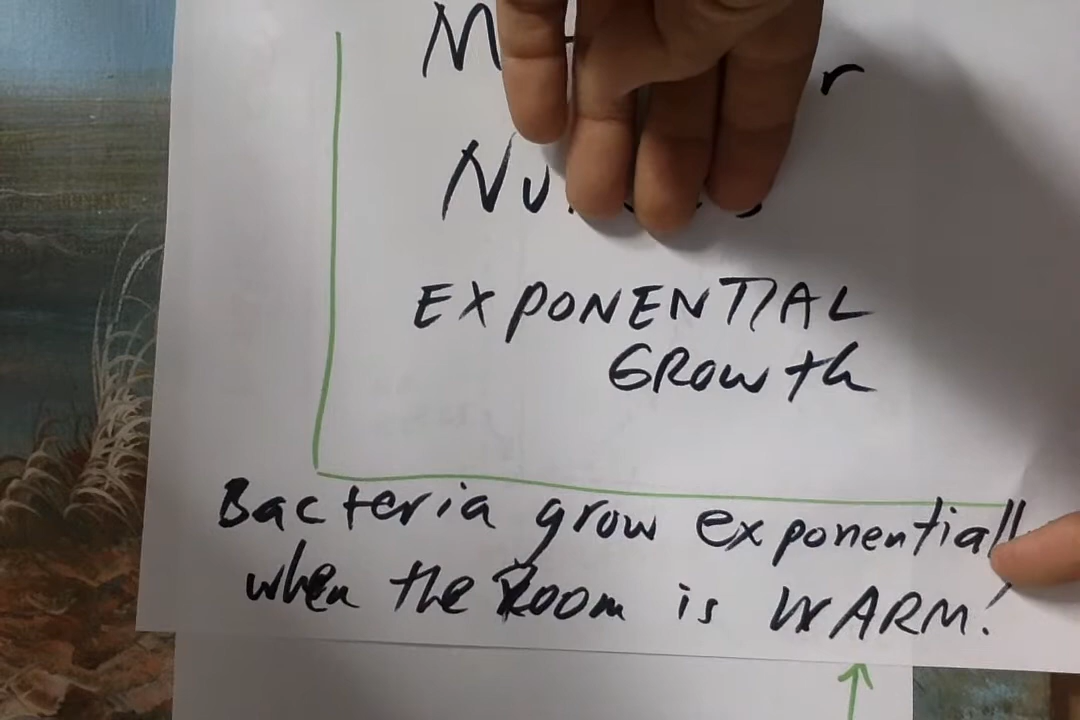 EXPONENTIAL
GROWTH
Bacteria grow exponentiall
when the Room is WARM!